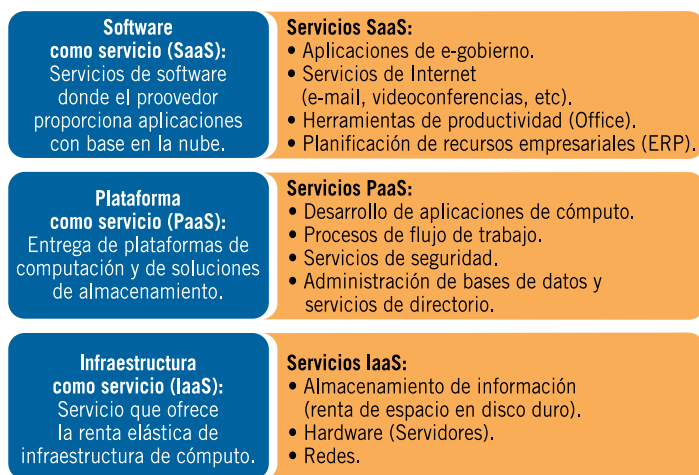 Software
como servicio (SaaS):
Servicios de software
donde el proovedor
proporciona aplicaciones
con base en la nube.
Servicios SaaS:
• Aplicaciones de e-gobierno.
• Servicios de Internet
(e-mail, videoconferencias, etc).
• Herramientas de productividad (Office).
• Planificación de recursos empresariales (ERP).
Plataforma
como servicio (PaaS):
Entrega de plataformas de
computación y de soluciones
de almacenamiento.
Servicios PaaS:
• Desarrollo de aplicaciones de cómputo.
• Procesos de flujo de trabajo.
• Servicios de seguridad.
• Administración de bases de datos y
servicios de directorio.
Infraestructura
como servicio (IaaS):
Servicio que ofrece
la renta elástica de
infraestructura de cómputo.
Servicios IaaS:
• Almacenamiento de información
(renta de espacio en disco duro).
• Hardware (Servidores).
• Redes.